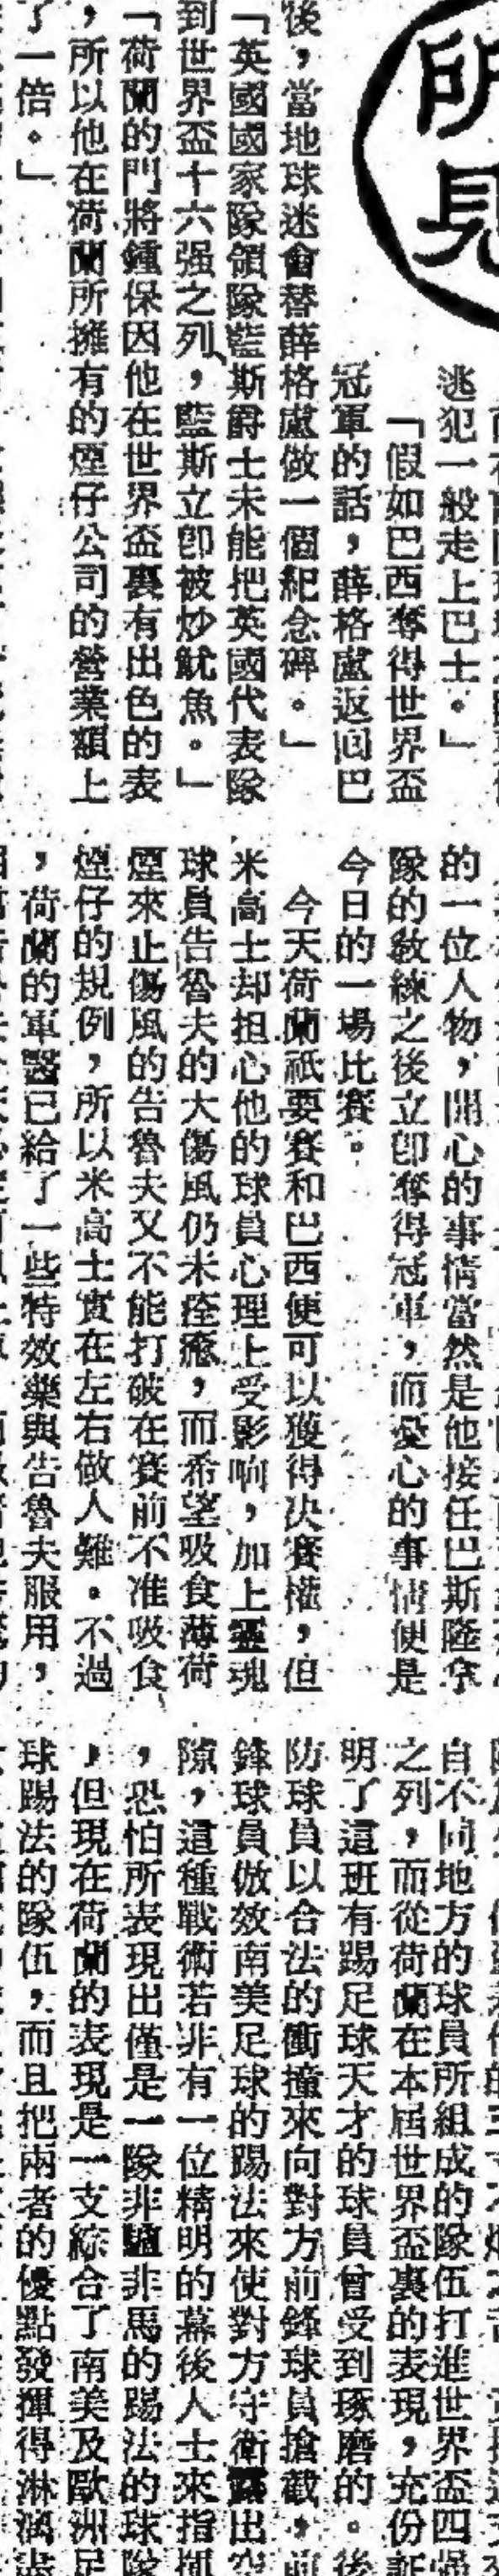 所見
逃犯一般走上巴士。」
「假如巴西奪得世界盃
冠軍的話，薛格盧返回巴
後，當地球迷會替薛格盧做一個紀念碑。」
「英國國家隊領隊藍斯爵士未能把英國代表隊
到世界盃十六强之列，藍斯立卽被炒魷魚。」
「荷蘭的門將鍾保因他在世界盃裏有出色的表
，所以他在荷蘭所擁有的煙仔公司的營業額上
了一倍。」
的一位人物，開心的事情當然是他接任巴斯隆拿
隊的敎練之後立卽奪得冠軍，而憂心的事情便是
今日的一場比賽。
今天荷蘭祇要賽和巴西便可以獲得决賽權，但
米高士却担心他的球員心理上受影响，加上靈魂
球員告魯夫的大傷風仍未痊癒，而希望吸食薄荷
煙來止傷風的告魯夫又不能打破在賽前不准吸食
煙仔的規例，所以米高士實在左右做人難。不過
，荷蘭的軍醫已給了一些特效藥與告魯夫服用，
自不同地方的球員所組成的隊伍打進世界盃四强
之列，而從荷蘭在本屆世界盃裏的表現，充份証
明了這班有踢足球天才的球員曾受到琢磨的。後
防球員以合法的衝撞來向對方前鋒球員搶截，前
鋒球員倣效南美足球的踢法來使對方守衛露出空
隙，這種戰術若非有一位精明的幕後人士來指揮
，恐怕所表現出僅是一隊非驢非馬的踢法的球隊
，但現在荷蘭的表現是一支綜合了南美及歐洲足
球踢法的隊伍，而且把兩者的優點發揮得淋漓盡